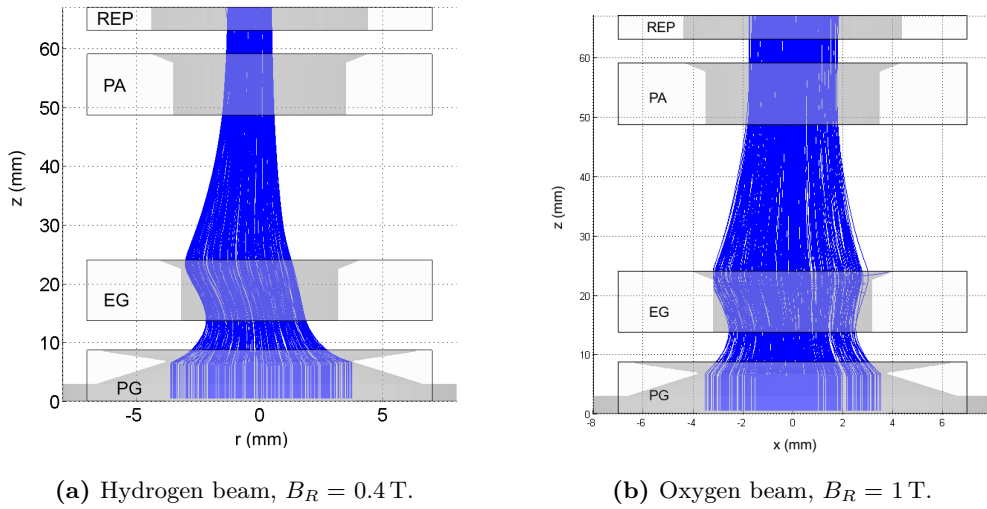 REP
PA
EG
PG
60
50
40
30
20
10
0
-5
0
5
z (mm)
r (mm)
REP
PA
EG
PG
60
50
40
30
20
10
0
-8
-6
-4
-2
0
2
4
6
8
z (mm)
x (mm)
(a) Hydrogen beam, B_R = 0.4 T.
(b) Oxygen beam, B_R = 1 T.